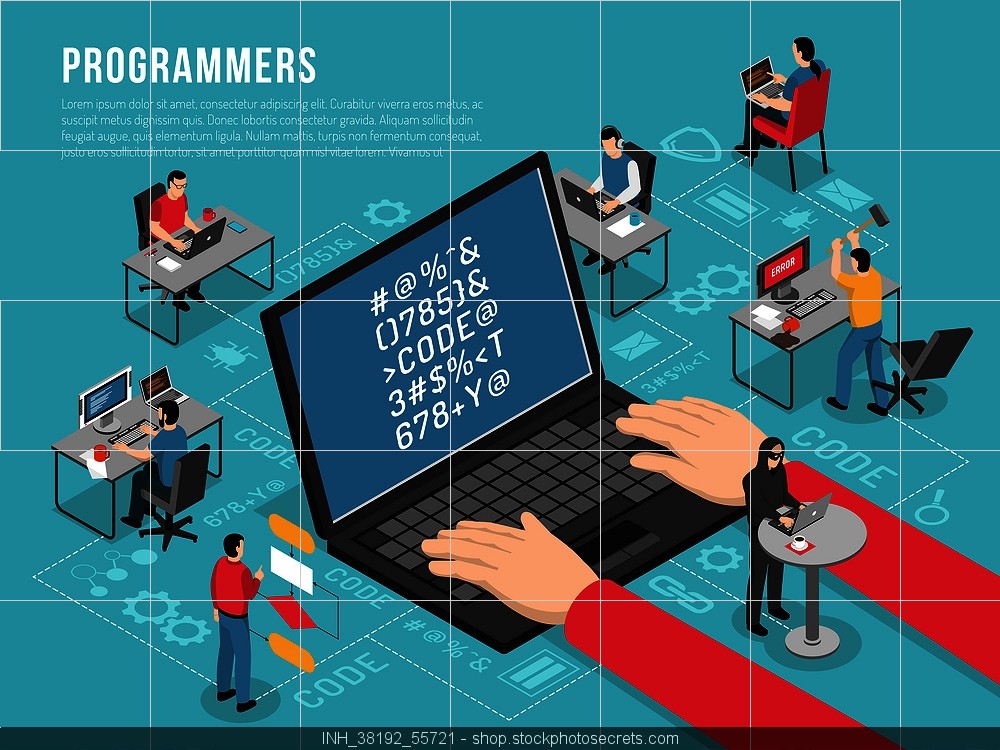 PROGRAMMERS
Lorem ipsum dolor sit amet, consectetur adipiscing elit. Curabitur viverra eros metus, ac
suscipit metus dignissim quis. Donec lobortis consectetur gravida. Aliquam sollicitudin
feugiat augue, quis elementum ligula. Nullam mattis, turpis non fermentum consequat,
justo eros sollicitudin tortor, sit amet porttitor quam nisl vitae lorem. Vivamus ut
()785}&
#@%^&
()785}&
>CODE@
3#$%<T
678+Y@
ERROR
3#$%<T
CODE
CODE
678+Y@
CODE
#@%^&
CODE
INH_38192_55721 - shop.stockphotosecrets.com